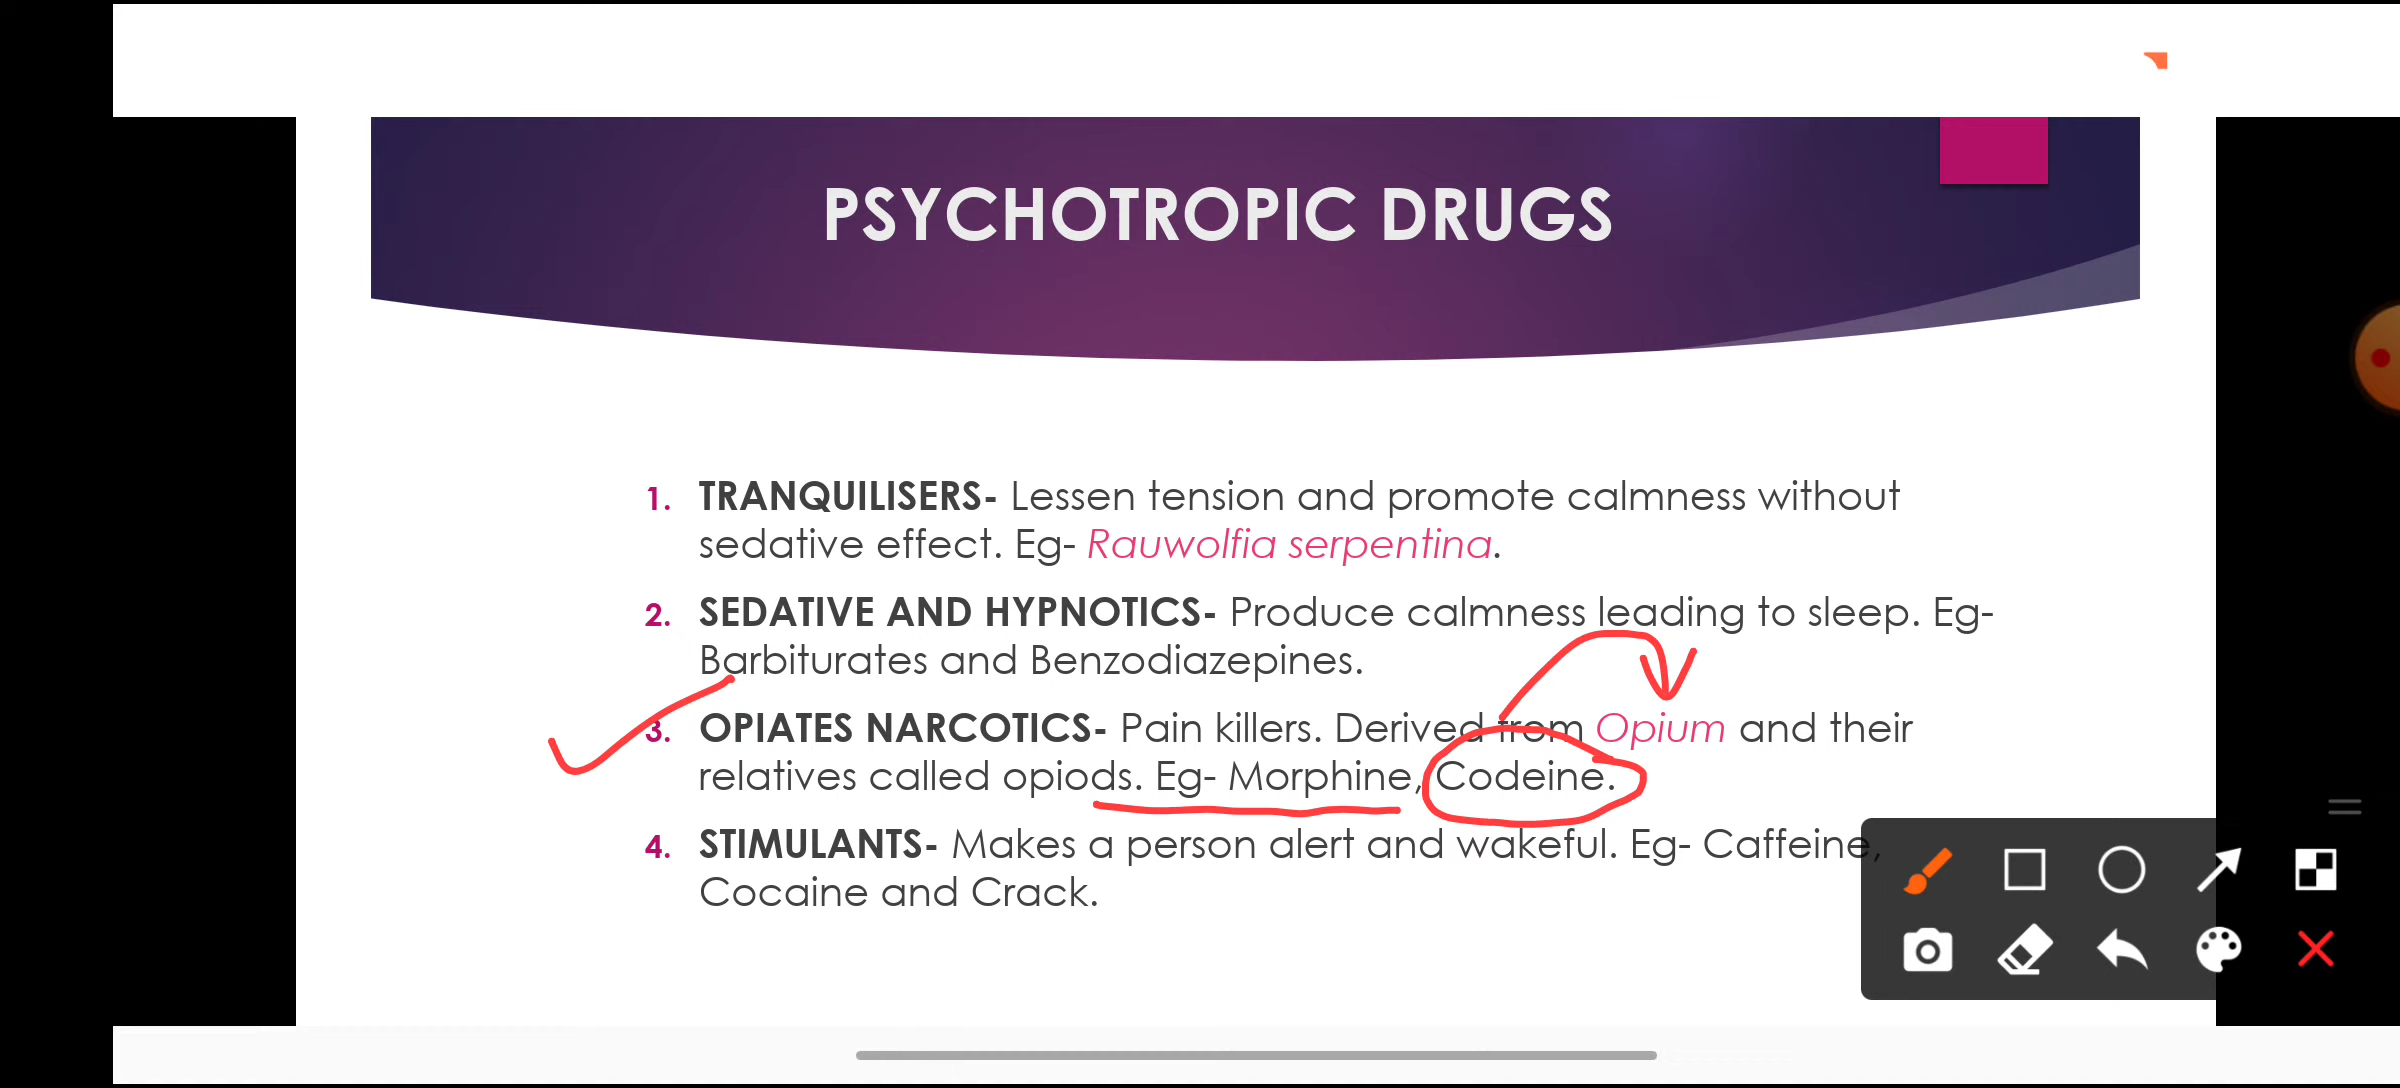 PSYCHOTROPIC DRUGS
1. TRANQUILISERS- Lessen tension and promote calmness without
sedative effect. Eg- Rauwolfia serpentina.
2. SEDATIVE AND HYPNOTICS- Produce calmness leading to sleep. Eg-
Barbiturates and Benzodiazepines.
3. OPIATES NARCOTICS- Pain killers. Derived from Opium and their
relatives called opiods. Eg- Morphine, Codeine.
4. STIMULANTS- Makes a person alert and wakeful. Eg- Caffeine,
Cocaine and Crack.